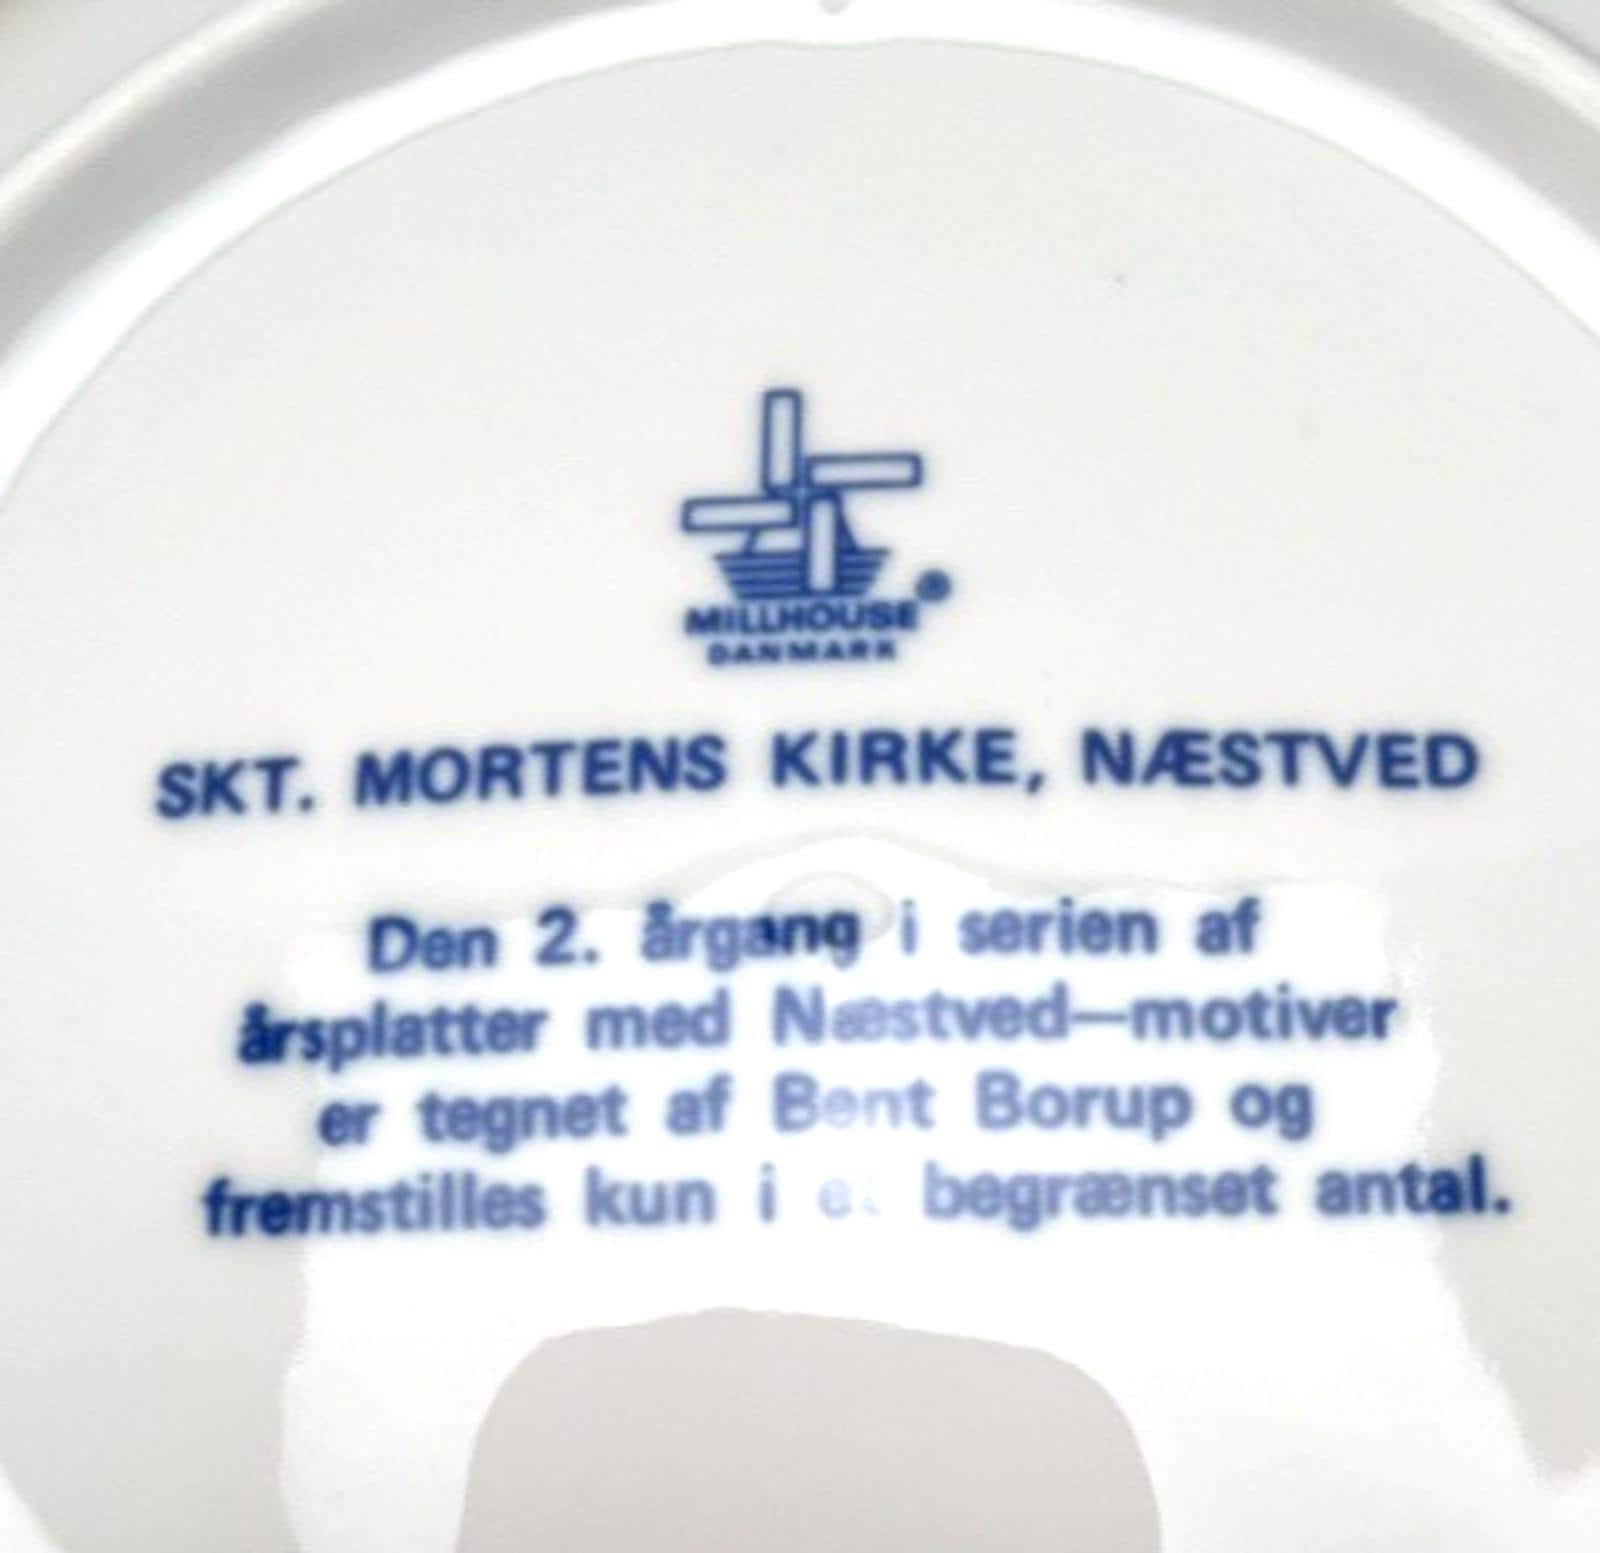 MILLHOUSE®
DANMARK
SKT. MORTENS KIRKE, NÆSTVED
Den 2. årgang i serien af
årsplatter med Næstved—motiver
er tegnet af Bent Borup og
fremstilles kun i et begrænset antal.